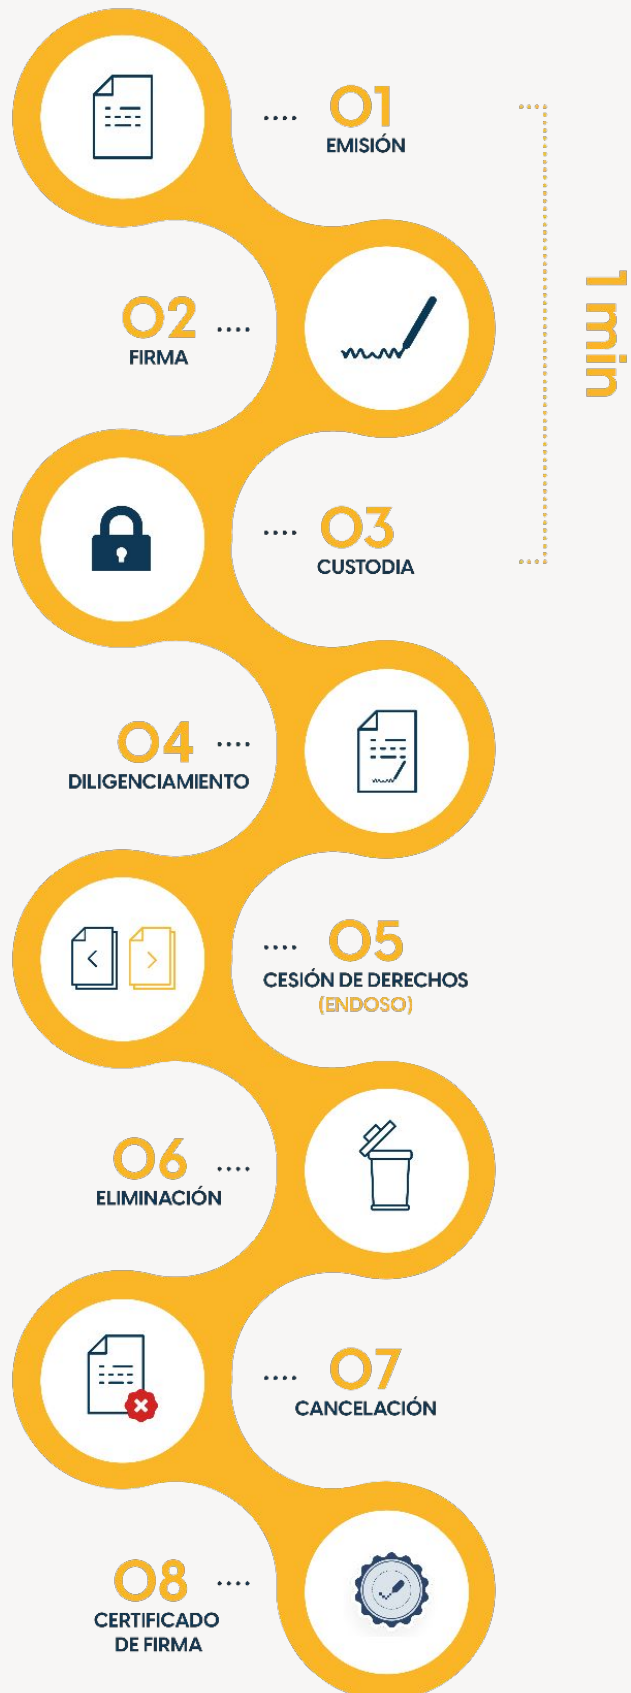 01
EMISIÓN
1 min
02
FIRMA
03
CUSTODIA
04
DILIGENCIAMIENTO
05
CESIÓN DE DERECHOS
(ENDOSO)
06
ELIMINACIÓN
07
CANCELACIÓN
08
CERTIFICADO
DE FIRMA